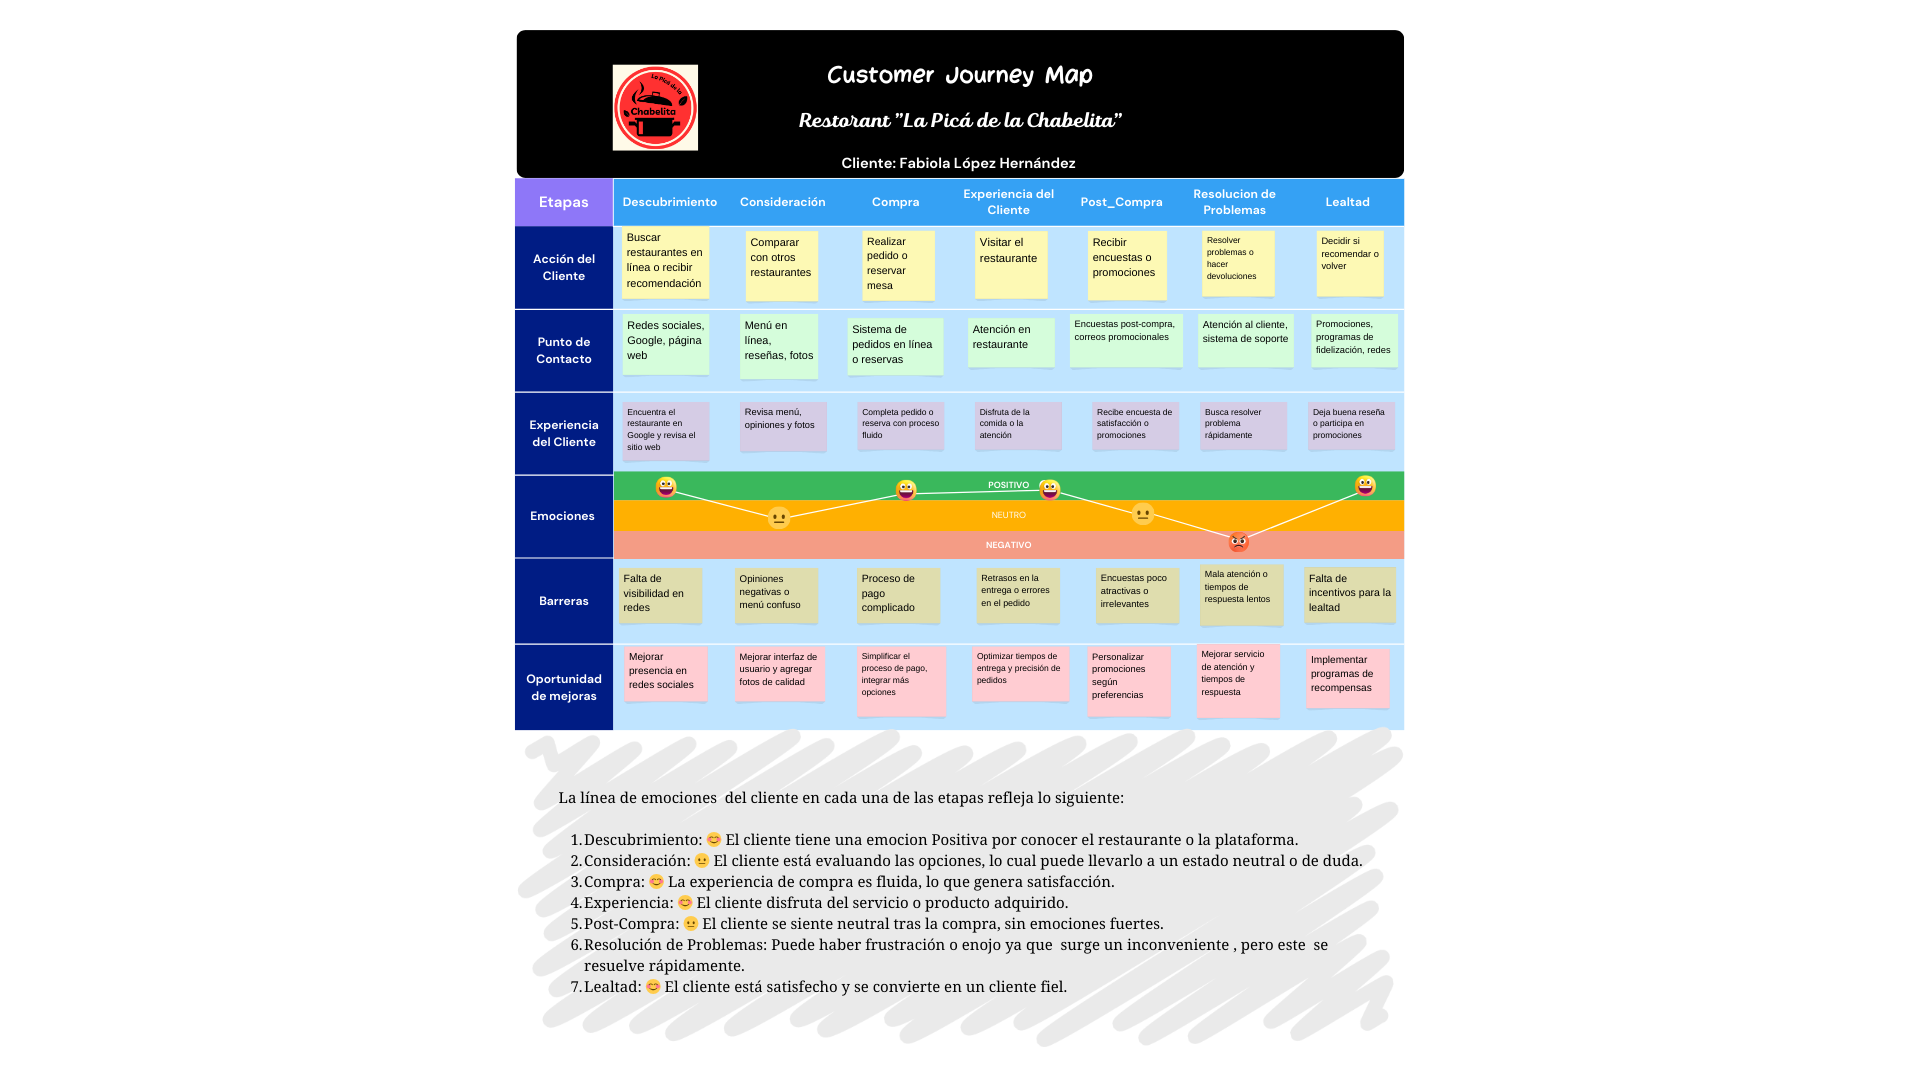 Customer Journey Map
La Picá de la
Chabelita
Restorant "La Picá de la Chabelita"
Cliente: Fabiola López Hernández
Etapas
Descubrimiento
Consideración
Compra
Experiencia del
Cliente
Post_Compra
Resolucion de
Problemas
Lealtad
Acción del
Cliente
Buscar
restaurantes en
línea o recibir
recomendación
Comparar
con otros
restaurantes
Realizar
pedido o
reservar
mesa
Visitar el
restaurante
Recibir
encuestas o
promociones
Resolver
problemas o
hacer
devoluciones
Decidir si
recomendar o
volver
Punto de
Contacto
Redes sociales,
Google, página
web
Menú en
línea,
reseñas, fotos
Sistema de
pedidos en línea
o reservas
Atención en
restaurante
Encuestas post-compra,
correos promocionales
Atención al cliente,
sistema de soporte
Promociones,
programas de
fidelización, redes
Experiencia
del Cliente
Encuentra el
restaurante en
Google y revisa el
sitio web
Revisa menú,
opiniones y fotos
Completa pedido o
reserva con proceso
fluido
Disfruta de la
comida o la
atención
Recibe encuesta de
satisfacción o
promociones
Busca resolver
problema
rápidamente
Deja buena reseña
o participa en
promociones
Emociones
POSITIVO
NEUTRO
NEGATIVO
Barreras
Falta de
visibilidad en
redes
Opiniones
negativas o
menú confuso
Proceso de
pago
complicado
Retrasos en la
entrega o errores
en el pedido
Encuestas poco
atractivas o
irrelevantes
Mala atención o
tiempos de
respuesta lentos
Falta de
incentivos para la
lealtad
Oportunidad
de mejoras
Mejorar
presencia en
redes sociales
Mejorar interfaz de
usuario y agregar
fotos de calidad
Simplificar el
proceso de pago,
integrar más
opciones
Optimizar tiempos de
entrega y precisión de
pedidos
Personalizar
promociones
según
preferencias
Mejorar servicio
de atención y
tiempos de
respuesta
Implementar
programas de
recompensas
La línea de emociones  del cliente en cada una de las etapas refleja lo siguiente:
1. Descubrimiento: 😊 El cliente tiene una emocion Positiva por conocer el restaurante o la plataforma.
2. Consideración: 😐 El cliente está evaluando las opciones, lo cual puede llevarlo a un estado neutral o de duda.
3. Compra: 😊 La experiencia de compra es fluida, lo que genera satisfacción.
4. Experiencia: 😊 El cliente disfruta del servicio o producto adquirido.
5. Post-Compra: 😐 El cliente se siente neutral tras la compra, sin emociones fuertes.
6. Resolución de Problemas: Puede haber frustración o enojo ya que  surge un inconveniente , pero este  se
resuelve rápidamente.
7. Lealtad: 😊 El cliente está satisfecho y se convierte en un cliente fiel.